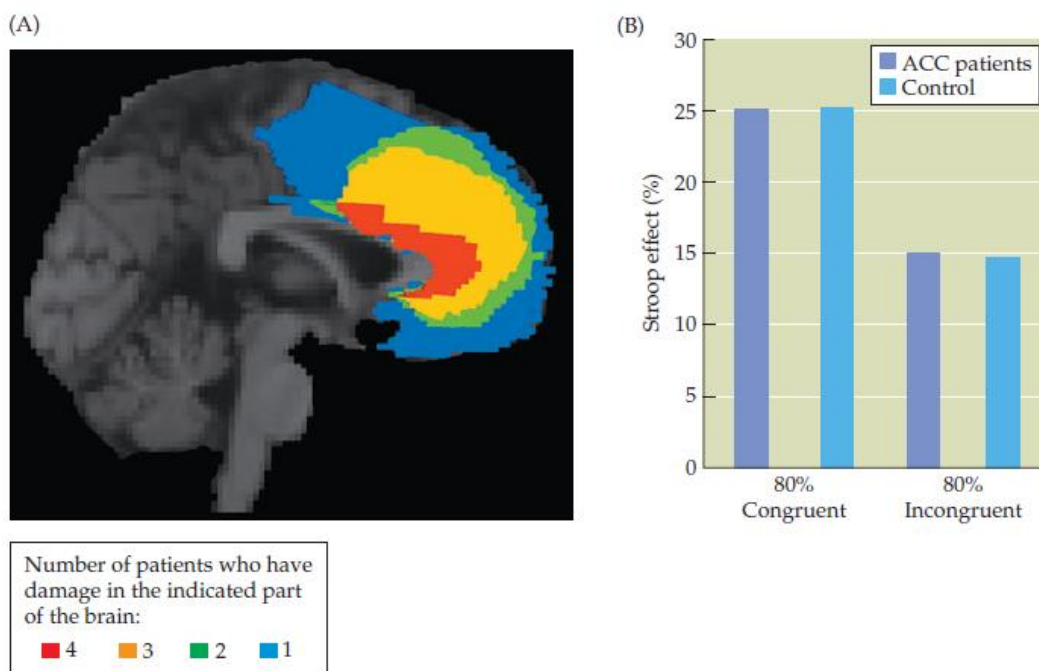 (A)
Number of patients who have
damage in the indicated part
of the brain:
4 3 2 1
(B)
30
25
20
15
10
5
0
Stroop effect (%)
ACC patients
Control
80%
Congruent
80%
Incongruent